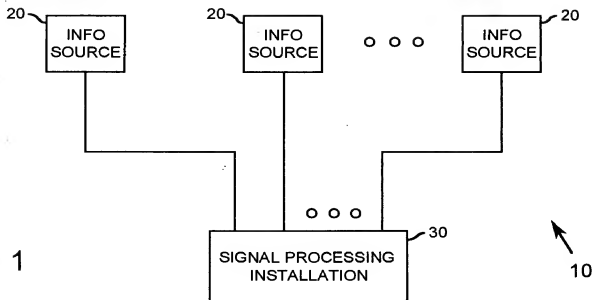 20 INFO SOURCE 20 INFO SOURCE 20 INFO SOURCE
30
SIGNAL PROCESSING
INSTALLATION
1
10